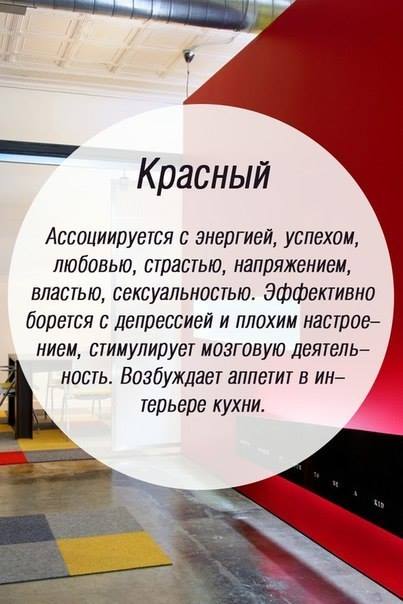 Красный
Ассоциируется с энергией, успехом,
любовью, страстью, напряжением,
властью, сексуальностью. Эффективно
борется с депрессией и плохим настрое-
нием, стимулирует мозговую деятель-
ность. Возбуждает аппетит в ин-
терьере кухни.